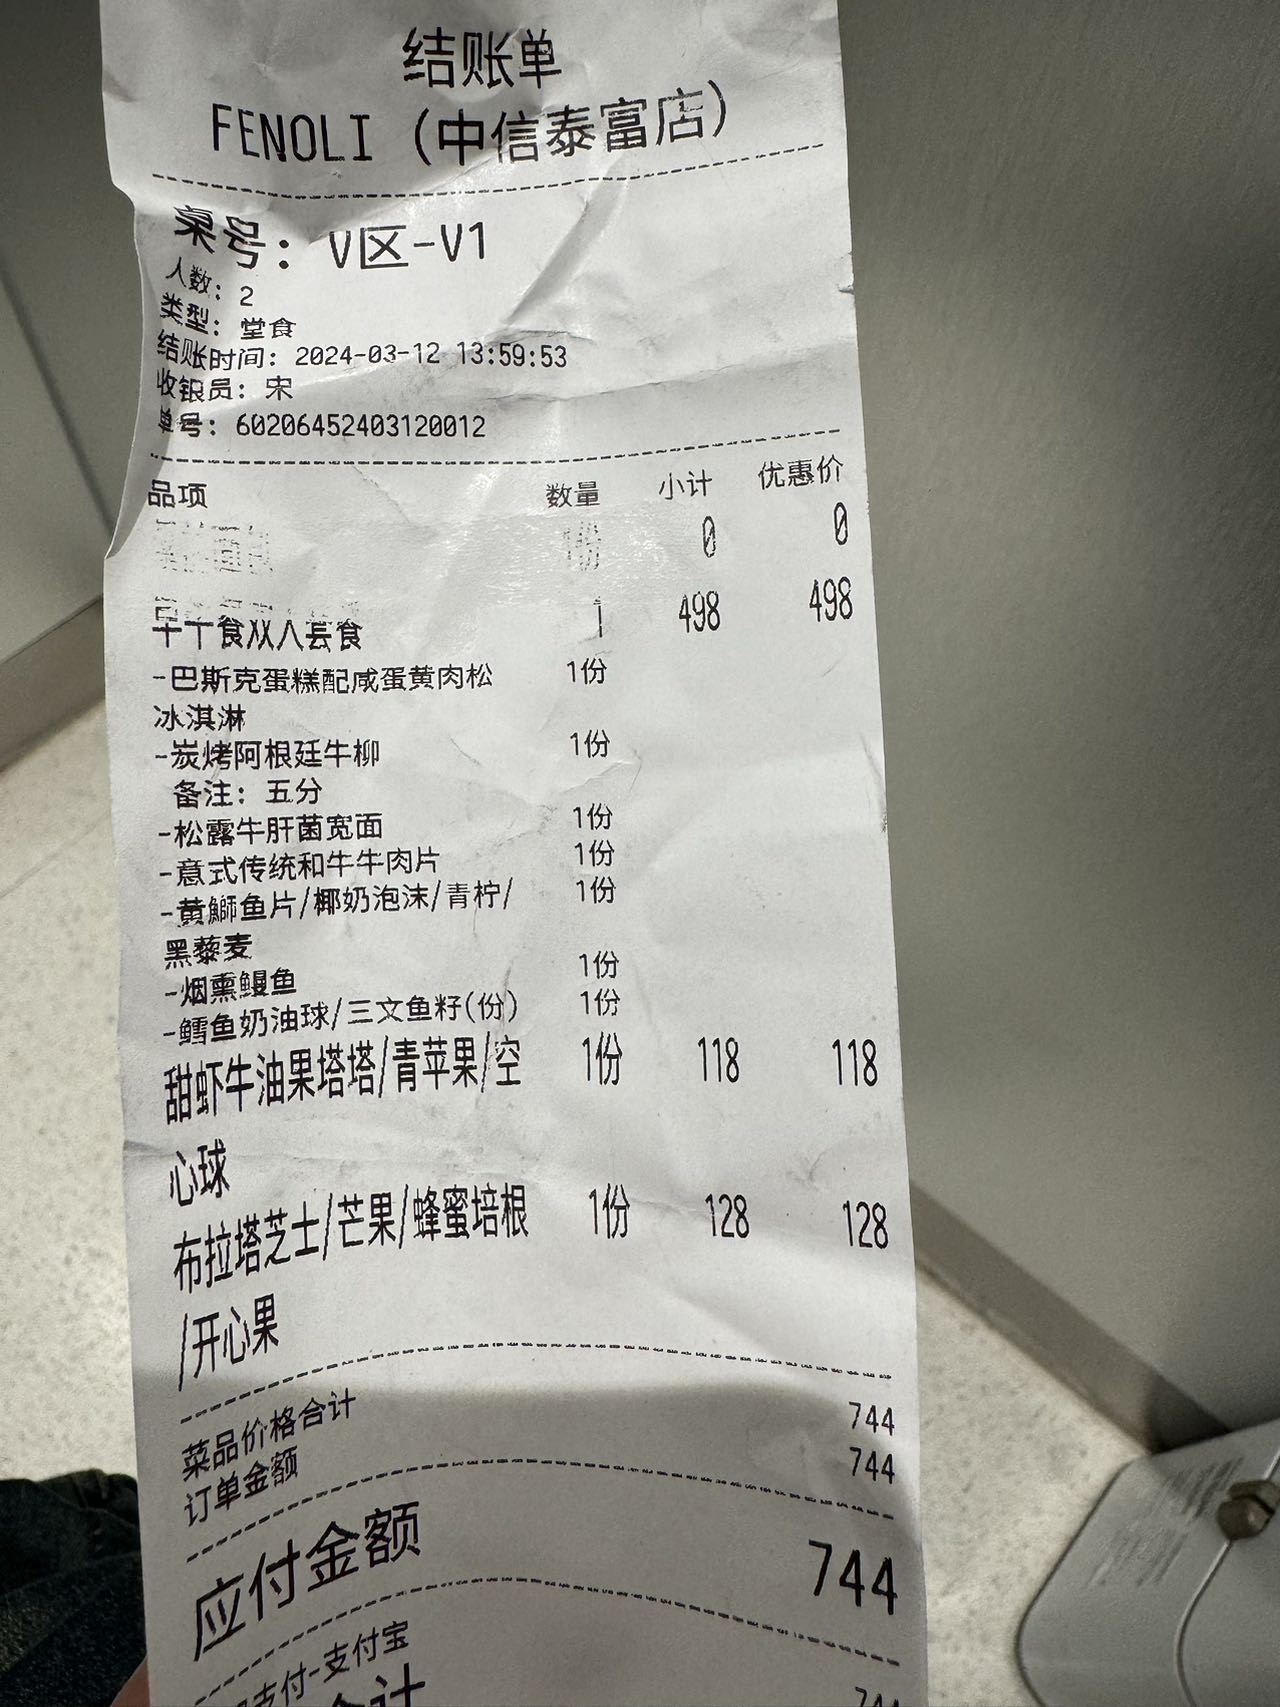 结账单
FENOLI (中信泰富店)
桌号: V区-V1
人数: 2
类型: 堂食
结账时间: 2024-03-12 13:59:53
收银员: 宋
单号: 60206452403120012
品项 数量 小计 优惠价
1份 0 0
食双人套食 1 498 498
-巴斯克蛋糕配咸蛋黄肉松 1份
冰淇淋
-炭烤阿根廷牛柳 1份
备注: 五分
-松露牛肝菌宽面 1份
-意式传统和牛牛肉片 1份
-黄鰤鱼片/椰奶泡沫/青柠/ 1份
黑藜麦
-烟熏鳗鱼 1份
-鳕鱼奶油球/三文鱼籽(份) 1份
甜虾牛油果塔塔/青苹果/空 1份 118 118
心球
布拉塔芝士/芒果/蜂蜜培根 1份 128 128
/开心果
菜品价格合计 744
订单金额 744
应付金额 744
支付-支付宝 744
合计